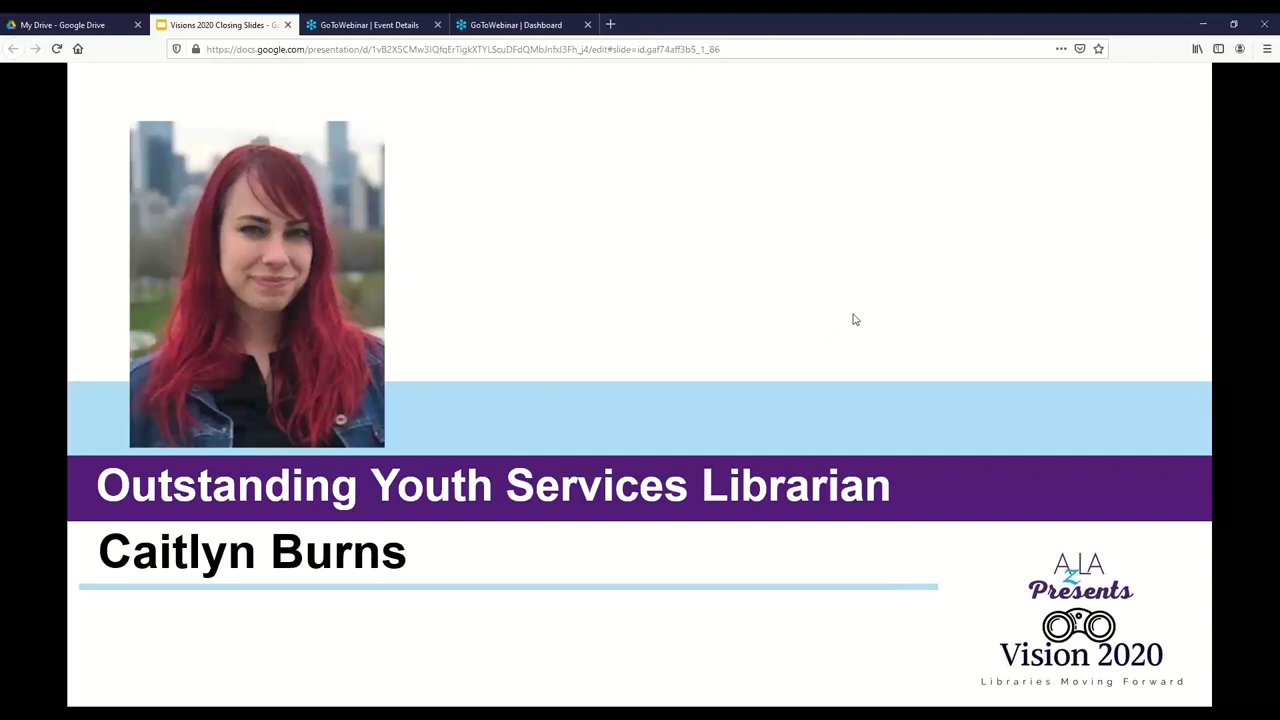 My Drive - Google Drive
Visions 2020 Closing Slides - Go
GoToWebinar | Event Details
GoToWebinar | Dashboard
Outstanding Youth Services Librarian
Caitlyn Burns
AzLA
Presents
Vision 2020
Libraries Moving Forward